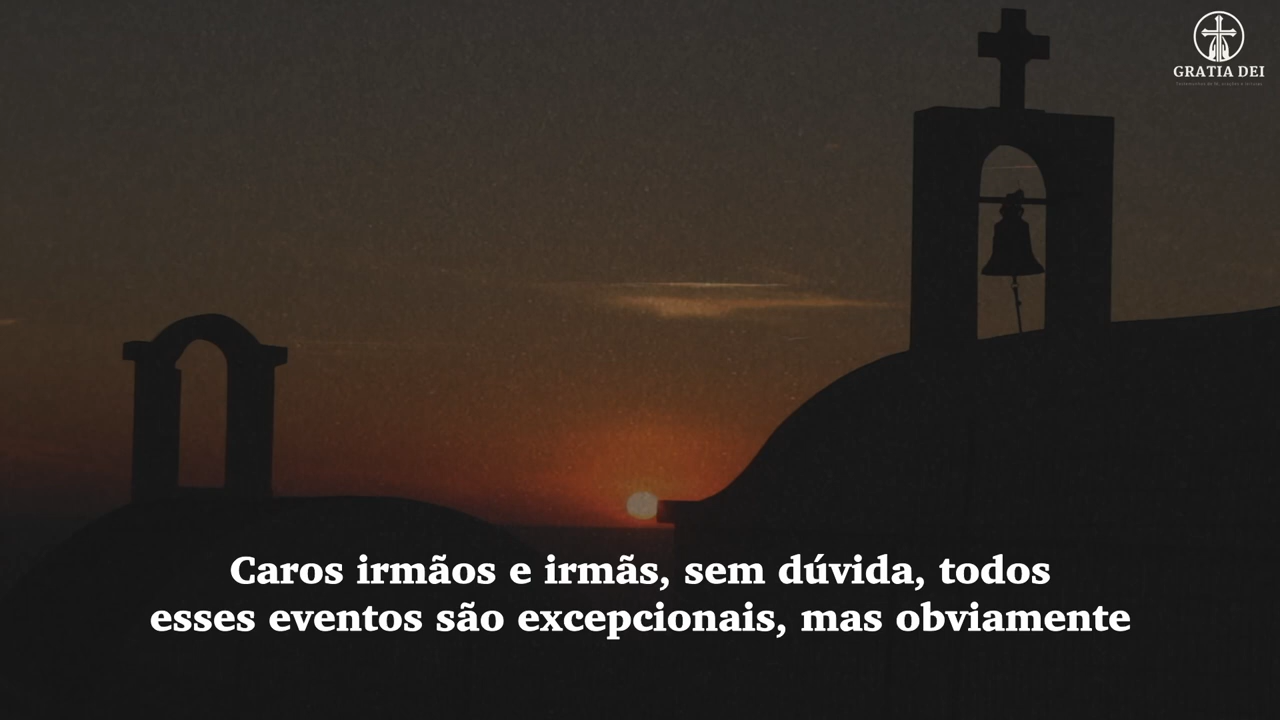 GRATIA DEI
Caros irmãos e irmãs, sem dúvida, todos
esses eventos são excepcionais, mas obviamente